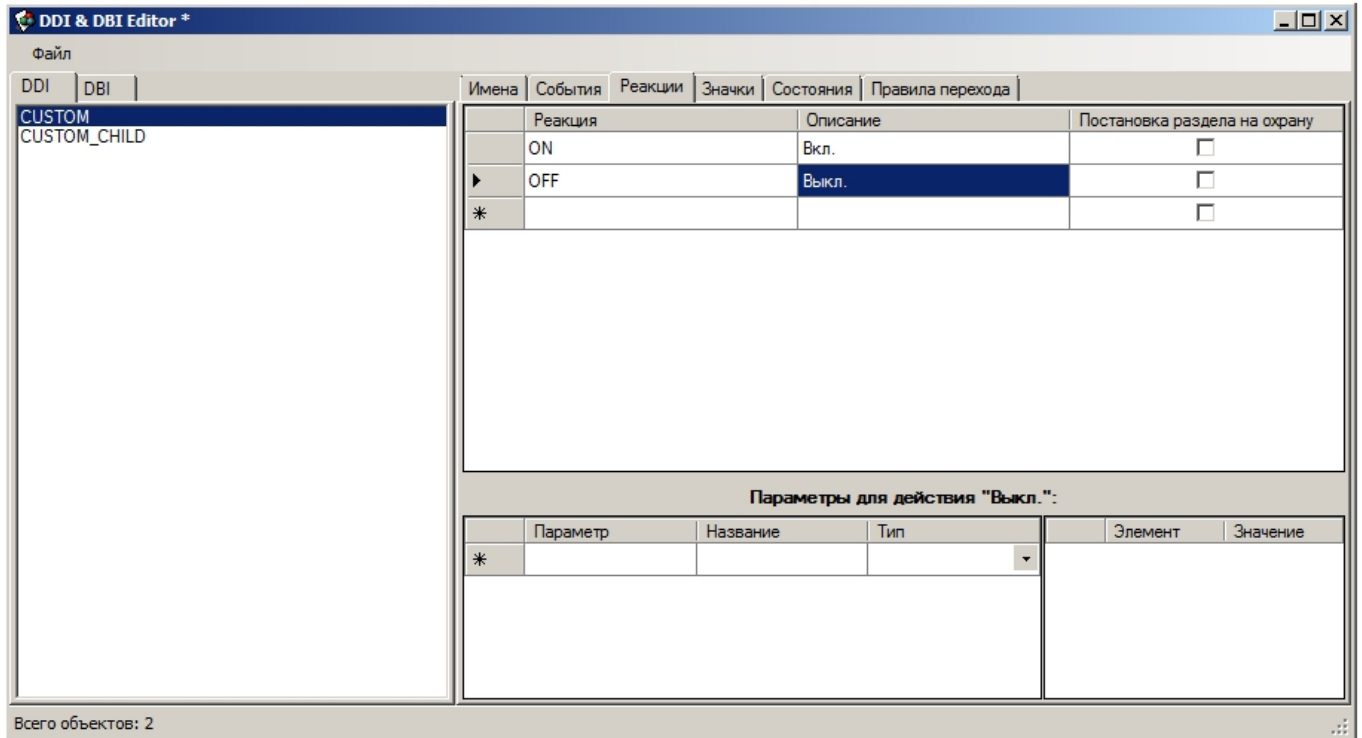 DDI & DBI Editor *
Файл
DDI DBI
Имена События Реакции Значки Состояния Правила перехода
CUSTOM
CUSTOM_CHILD
Реакция Описание Постановка раздела на охрану
ON Вкл.
OFF Выкл.
Параметры для действия "Выкл.":
Параметр Название Тип Элемент Значение
Всего объектов: 2